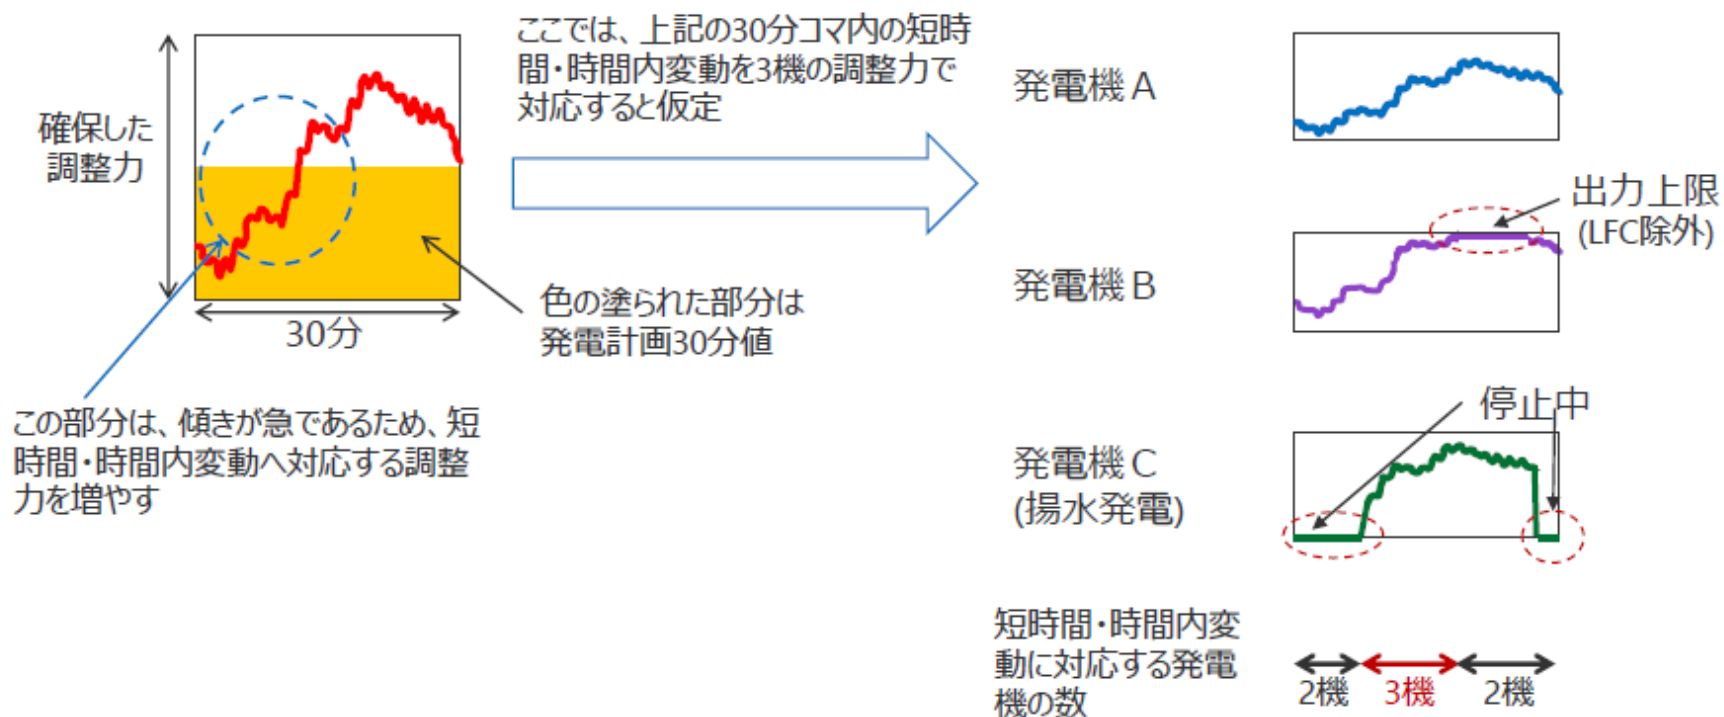 確保した
調整力
30分
ここでは、上記の30分コマ内の短時
間・時間内変動を3機の調整力で
対応すると仮定
色の塗られた部分は
発電計画30分値
この部分は、傾きが急であるため、短
時間・時間内変動へ対応する調整
力を増やす
発電機A
発電機B
出力上限
(LFC除外)
停止中
発電機C
(揚水発電)
短時間・時間内変
動に対応する発電
機の数
2機
3機
2機